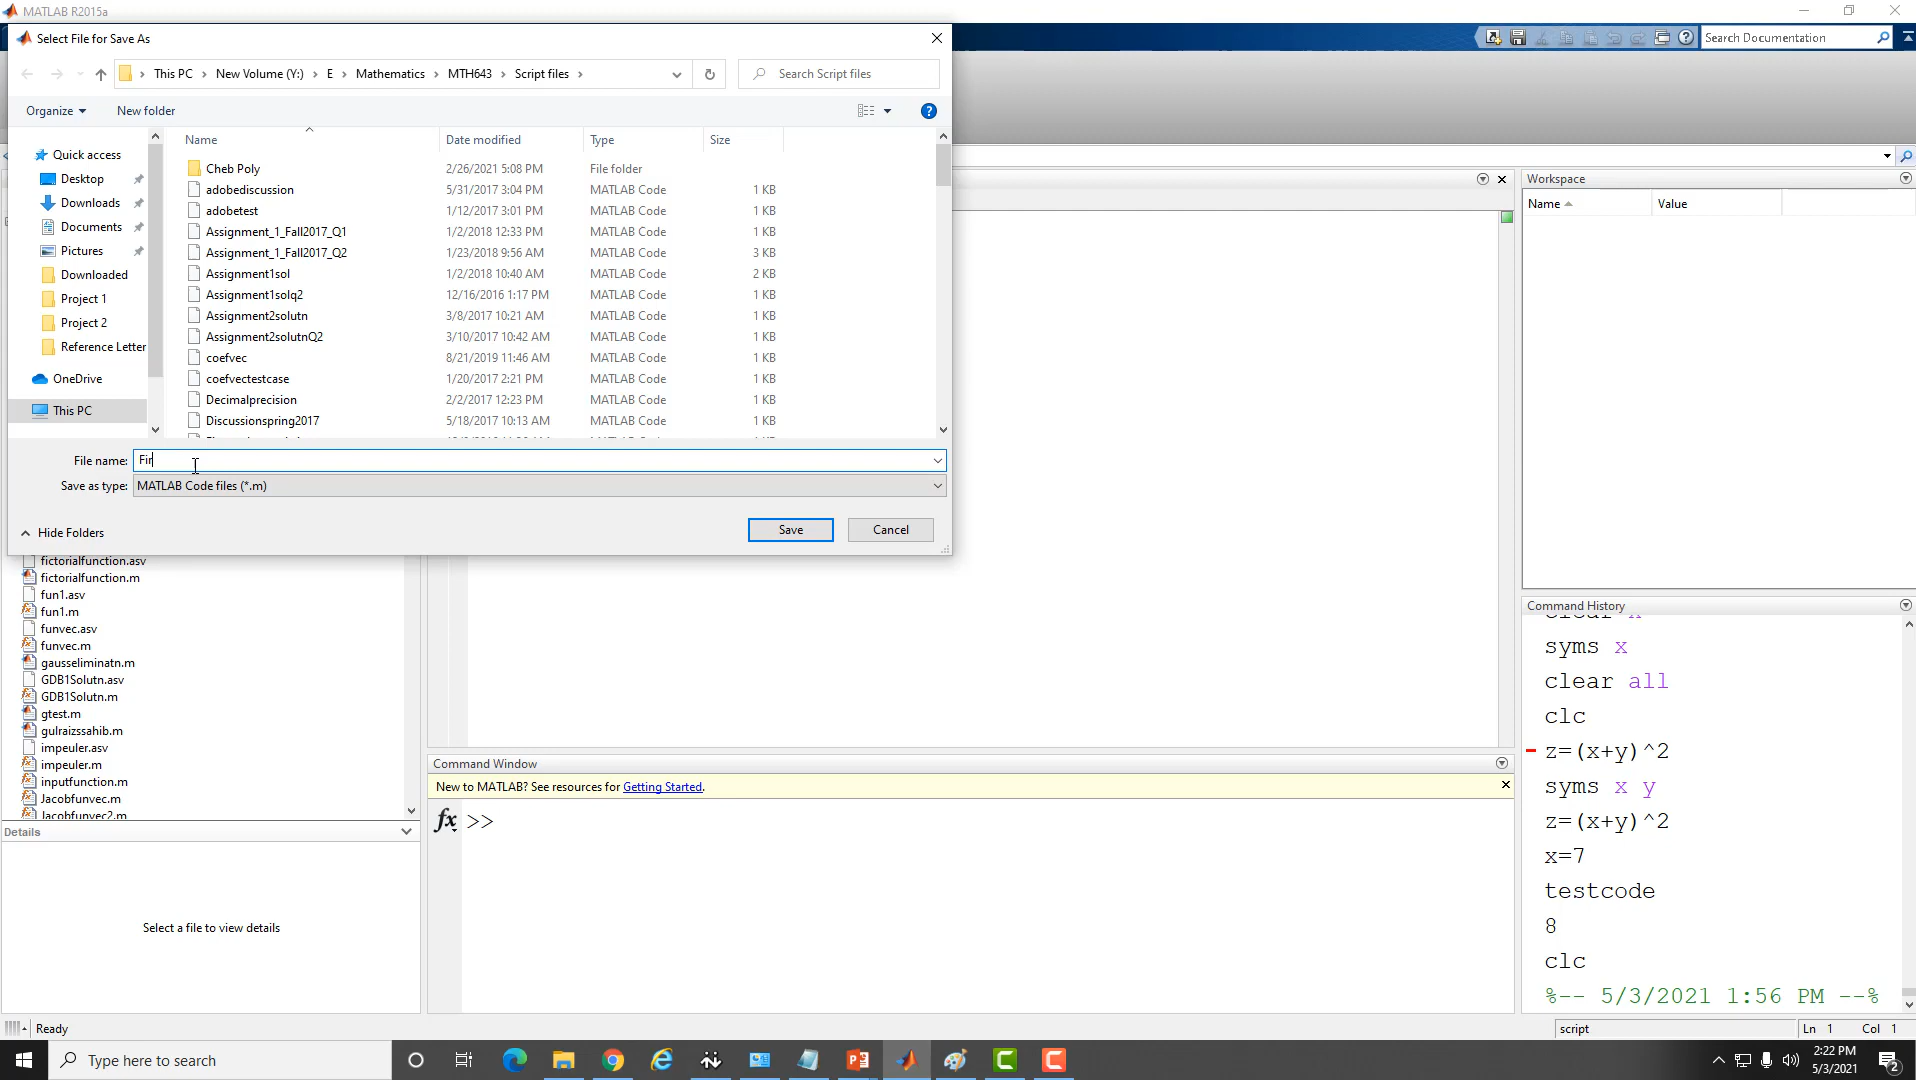 MATLAB R2015a
Select File for Save As
This PC > New Volume (Y:) > E > Mathematics > MTH643 > Script files >
Search Script files
Search Documentation
Organize
New folder
Name
Date modified
Type
Size
Quick access
Desktop
Downloads
Documents
Pictures
Downloaded
Project 1
Project 2
Reference Letter
OneDrive
This PC
Cheb Poly 2/26/2021 5:08 PM File folder
adobediscussion 5/31/2017 3:04 PM MATLAB Code 1 KB
adobetest 1/12/2017 3:01 PM MATLAB Code 1 KB
Assignment_1_Fall2017_Q1 1/2/2018 12:33 PM MATLAB Code 1 KB
Assignment_1_Fall2017_Q2 1/23/2018 9:56 AM MATLAB Code 3 KB
Assignment1sol 1/2/2018 10:40 AM MATLAB Code 2 KB
Assignment1solq2 12/16/2016 1:17 PM MATLAB Code 1 KB
Assignment2solutn 3/8/2017 10:21 AM MATLAB Code 1 KB
Assignment2solutnQ2 3/10/2017 10:42 AM MATLAB Code 1 KB
coefvec 8/21/2019 11:46 AM MATLAB Code 1 KB
coefvectestcase 1/20/2017 2:21 PM MATLAB Code 1 KB
Decimalprecision 2/2/2017 12:23 PM MATLAB Code 1 KB
Discussionspring2017 5/18/2017 10:13 AM MATLAB Code 1 KB
File name: Fir
Save as type: MATLAB Code files (*.m)
Hide Folders
Save
Cancel
fictorialfunction.asv
fictorialfunction.m
fun1.asv
fun1.m
funvec.asv
funvec.m
gausseliminatn.m
GDB1Solutn.asv
GDB1Solutn.m
gtest.m
gulraizssahib.m
impeuler.asv
impeuler.m
inputfunction.m
Jacobfunvec.m
Jacobfunvec2.m
Details
Select a file to view details
Command Window
New to MATLAB? See resources for Getting Started.
fx >>
Workspace
Name
Value
Command History
clear x
syms x
clear all
clc
z=(x+y)^2
syms x y
z=(x+y)^2
x=7
testcode
8
clc
%-- 5/3/2021 1:56 PM --%
Ready
script
Ln 1 Col 1
Type here to search
2:22 PM
5/3/2021
2